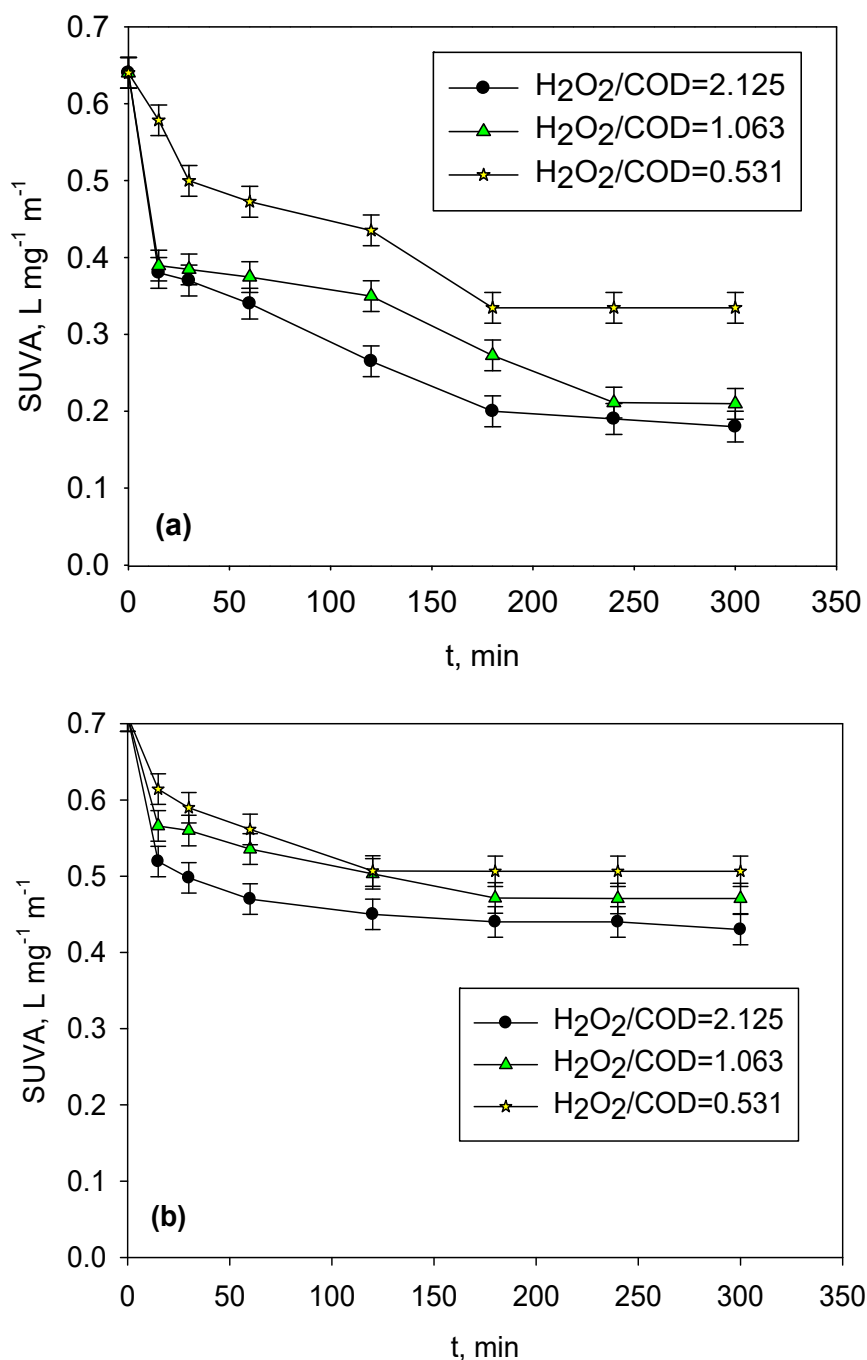 0.7
H2O2/COD=2.125
0.6
H2O2/COD=1.063
H2O2/COD=0.531
0.5
0.4
SUVA, L mg-1 m-1
0.3
0.2
0.1
(a)
0.0
0 50 100 150 200 250 300 350
t, min
0.7
0.6
0.5
0.4
SUVA, L mg-1 m-1
0.3
H2O2/COD=2.125
H2O2/COD=1.063
0.2
H2O2/COD=0.531
0.1
(b)
0.0
0 50 100 150 200 250 300 350
t, min